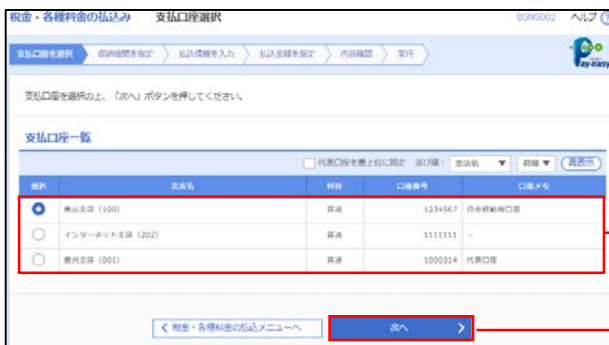 税金・各種料金の払込み 支払口座選択 BSNS002 ヘルプ
支払口座を選択 収納機関を指定 払込情報を入力 払込金額を指定 内容確認 実行
Pay-easy
支払口座を選択の上、「次へ」ボタンを押してください。
支払口座一覧
代表口座を最上位に固定 並び順： 支店名 ▼ 昇順 ▼ 再表示
選択 支店名 科目 口座番号 口座メモ
青山支店（100） 普通 1234567 資金移動用口座
インターネット支店（202） 普通 1111111 －
支店（001） 普通 1000314 代表口座
税金・各種料金の払込メニューへ 次へ